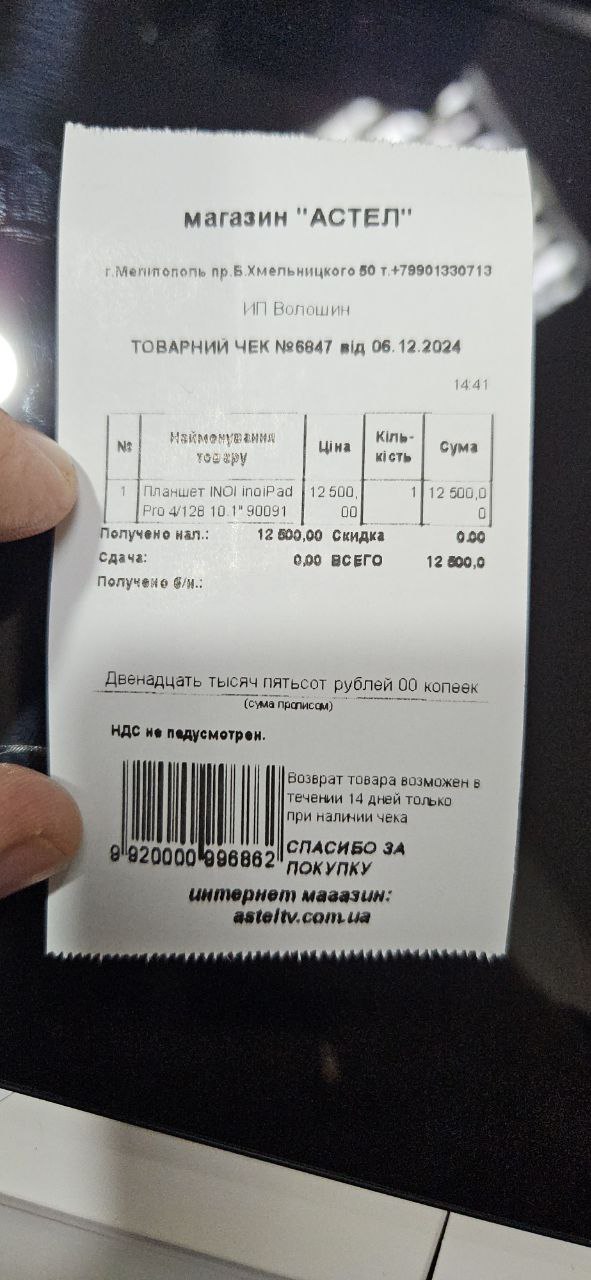 магазин "АСТЕЛ"
г.Мелитополь пр.Б.Хмельницкого 50 т.+79901330713
ИП Волошин
ТОВАРНИЙ ЧЕК №6847 від 06.12.2024
14:41
№ Найменування товару Ціна Кіль-кість Сума
1 Планшет INOI inoiPad 12 500, 1 12 500,0
Pro 4/128 10.1" 90091 00 0
Получено нал.: 12 500,00 Скидка 0.00
Сдача: 0,00 ВСЕГО 12 500,0
Получено б/н.:
Двенадцать тысяч пятьсот рублей 00 копеек
(сума прописом)
НДС не педусмотрен.
Возврат товара возможен в
течении 14 дней только
при наличии чека
9 920000 996862
СПАСИБО ЗА
ПОКУПКУ
интернет магазин:
asteltv.com.ua